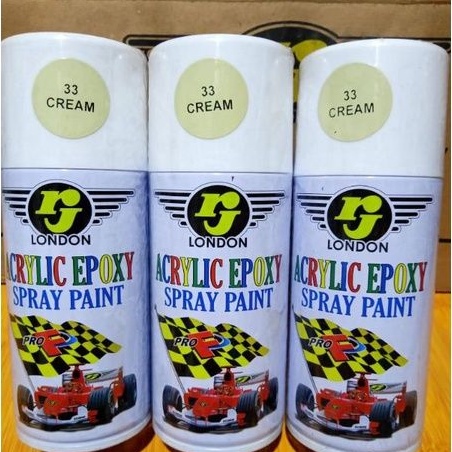 33
CREAM
rj
LONDON
ACRYLIC EPOXY
SPRAY PAINT
PRO F
33
CREAM
rj
LONDON
ACRYLIC EPOXY
SPRAY PAINT
PRO F
33
CREAM
rj
LONDON
ACRYLIC EPOXY
SPRAY PAINT
PRO F